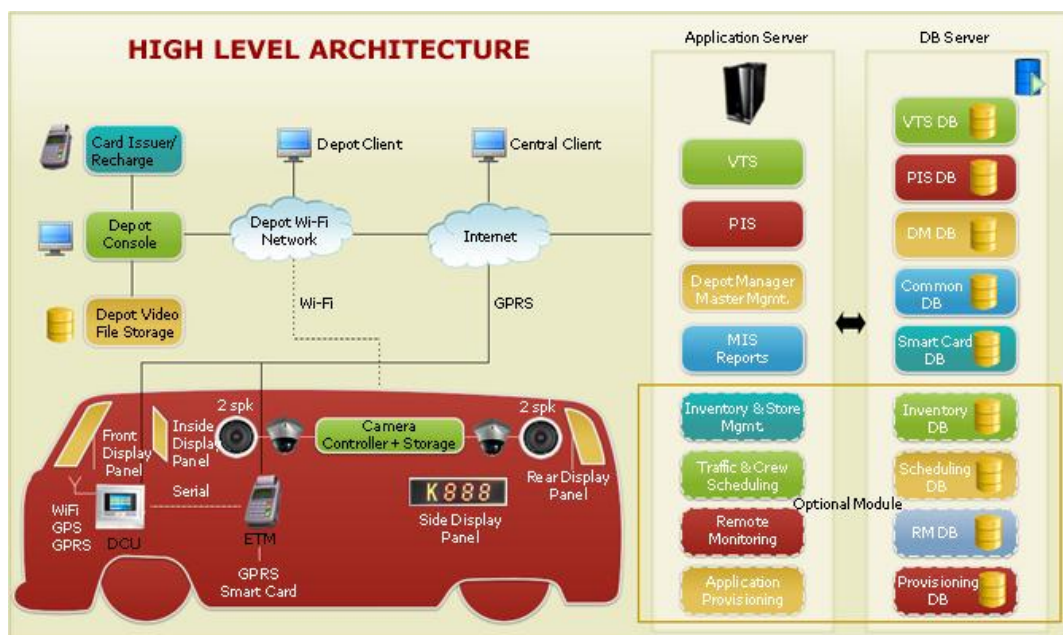 HIGH LEVEL ARCHITECTURE
Application Server
DB Server
Card Issuer/
Recharge
Depot Client
Central Client
VTS
VTS DB
Depot
Console
Depot Wi-Fi
Network
Internet
PIS
PIS DB
DM DB
Depot Video
File Storage
Wi-Fi
GPRS
Depot Manager
Master Mgmt.
Common
DB
MIS
Reports
Smart Card
DB
2 spk
2 spk
Front
Display
Panel
Inside
Display
Panel
Camera
Controller + Storage
Rear Display
Panel
K888
Side Display
Panel
Serial
WiFi
GPS
GPRS
DCU
ETM
GPRS
Smart Card
Inventory & Store
Mgmt.
Inventory
DB
Traffic & Crew
Scheduling
Scheduling
DB
Optional Module
Remote
Monitoring
RM DB
Application
Provisioning
Provisioning
DB